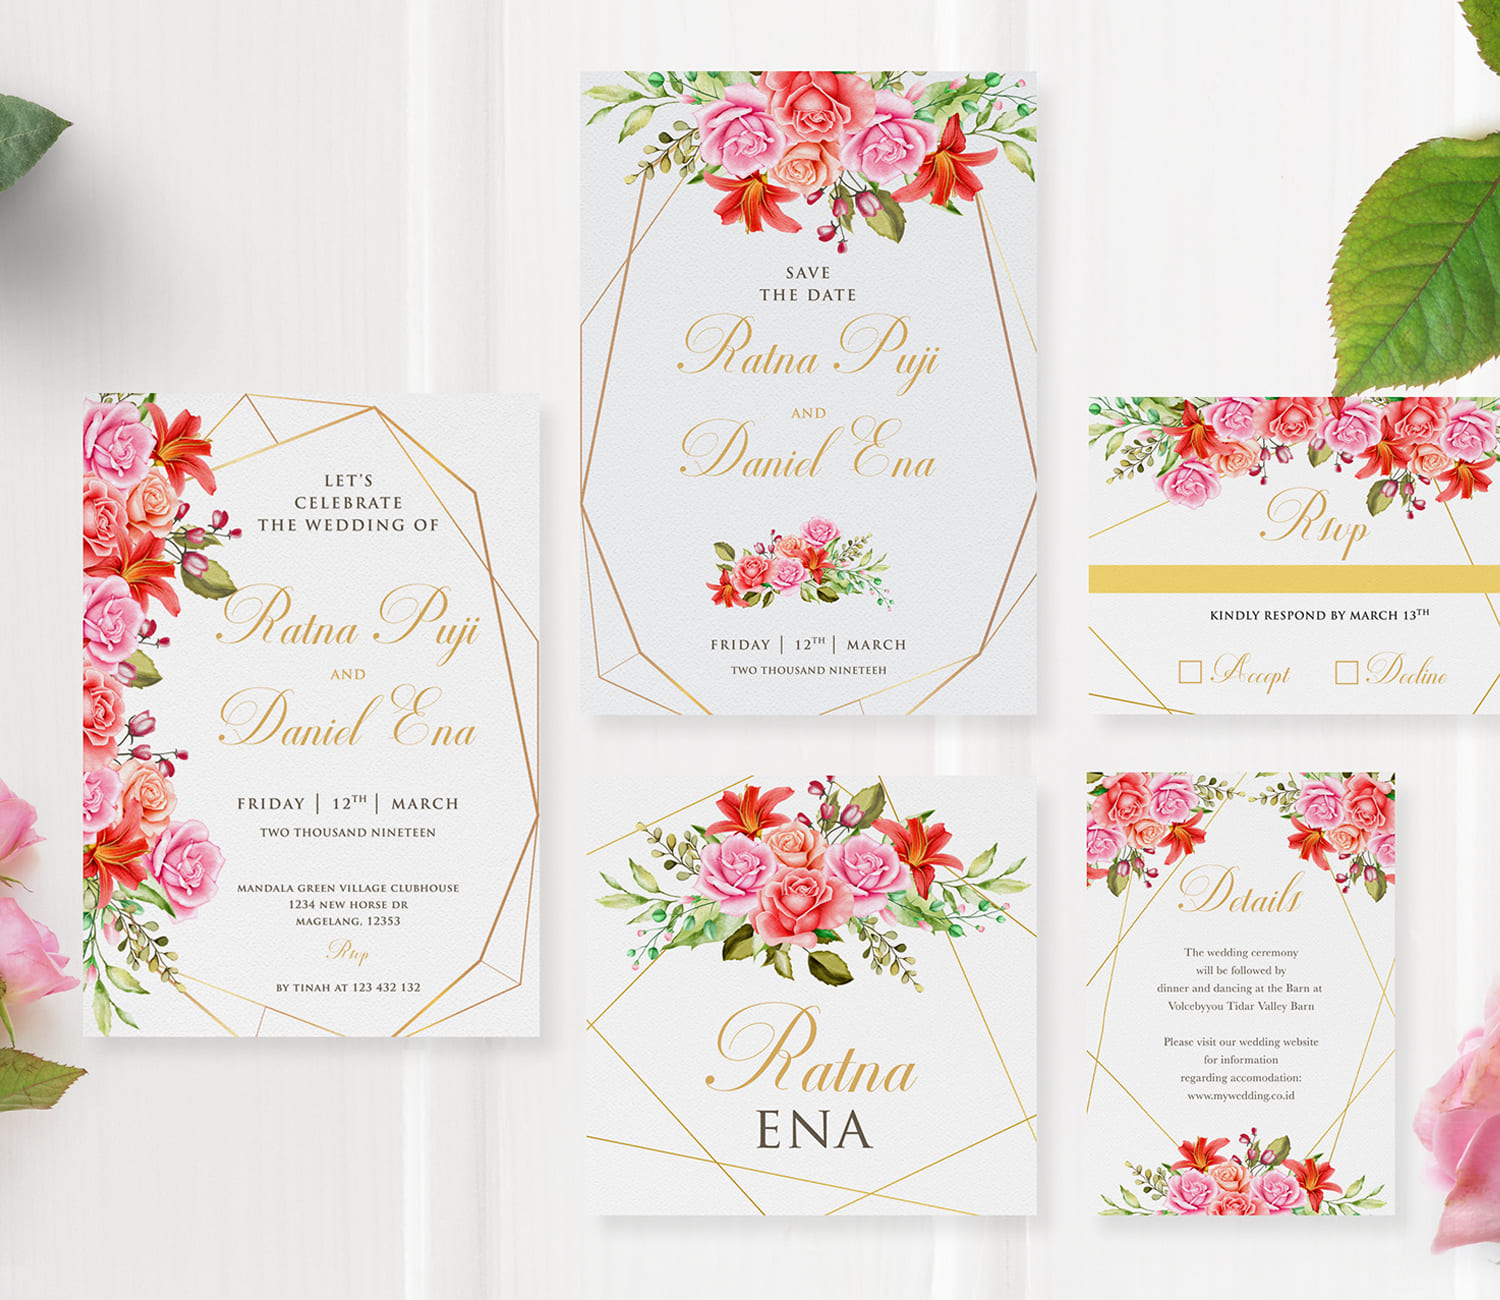 LET'S
CELEBRATE
THE WEDDING OF
Ratna Puji
AND
Daniel Ena
FRIDAY | 12TH | MARCH
TWO THOUSAND NINETEEN
MANDALA GREEN VILLAGE CLUBHOUSE
1234 NEW HORSE DR
MAGELANG, 12353
Rsvp
BY TINAH AT 123 432 132
SAVE
THE DATE
Ratna Puji
AND
Daniel Ena
FRIDAY | 12TH | MARCH
TWO THOUSAND NINETEEH
Ratna
ENA
Rsvp
KINDLY RESPOND BY MARCH 13TH
Accept Decline
Details
The wedding ceremony
will be followed by
dinner and dancing at the Barn at
Volcebyyou Tidar Valley Barn
Please visit our wedding website
for information
regarding accomodation:
www.mywedding.co.id